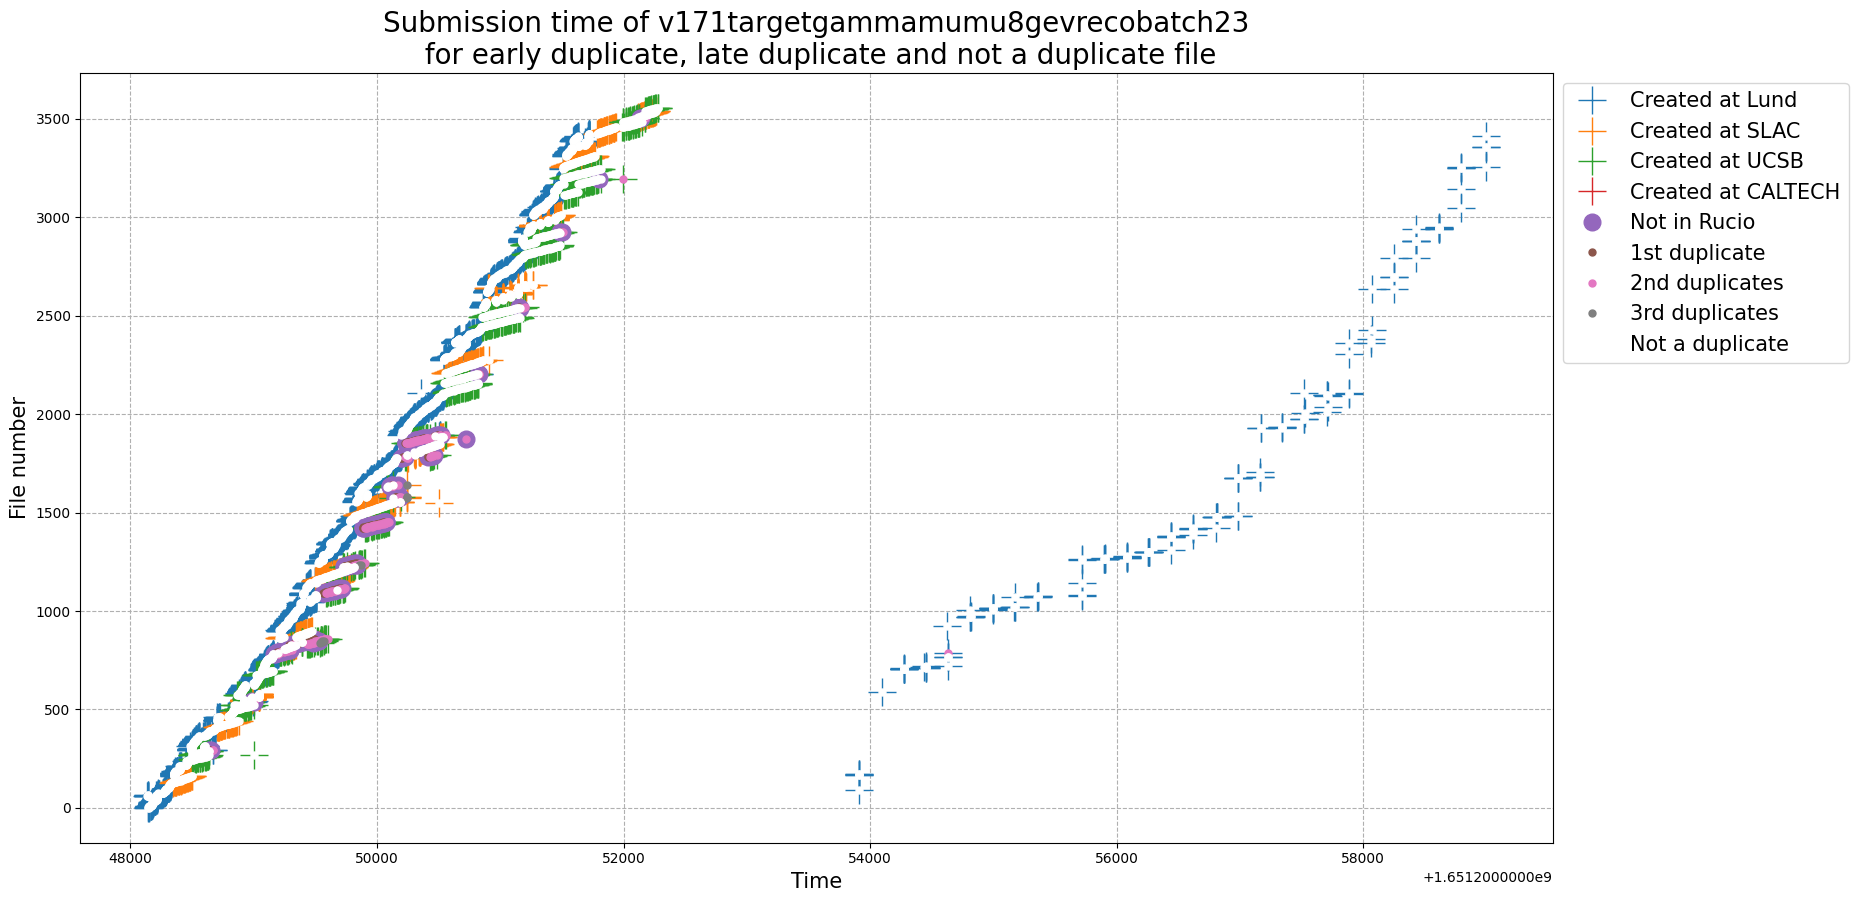 Submission time of v171targetgammamumu8gevrecobatch23
for early duplicate, late duplicate and not a duplicate file
Created at Lund
Created at SLAC
Created at UCSB
Created at CALTECH
Not in Rucio
1st duplicate
2nd duplicates
3rd duplicates
Not a duplicate
File number
3500
3000
2500
2000
1500
1000
500
0
48000 50000 52000 54000 56000 58000
Time
+1.6512000000e9